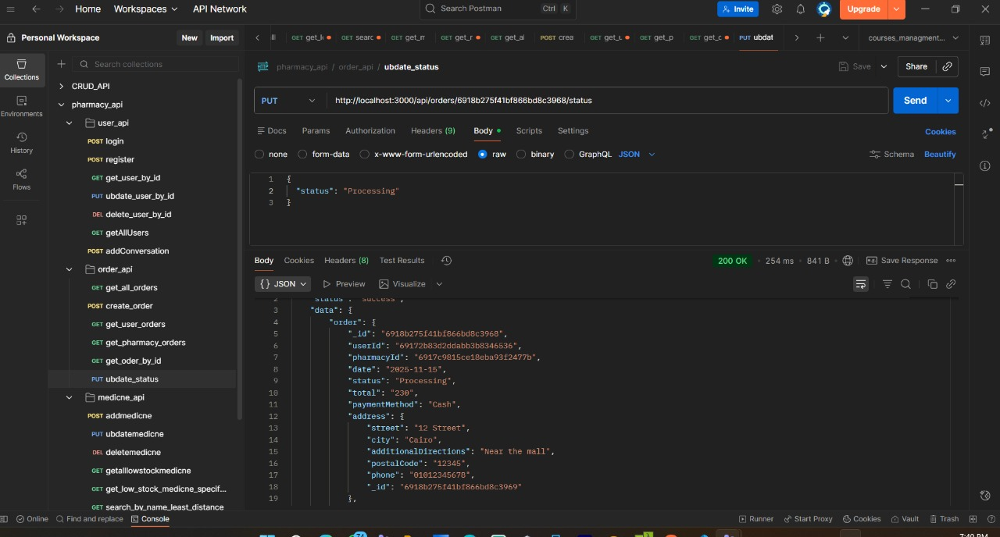 Home Workspaces API Network Search Postman Ctrl K Invite Upgrade
Personal Workspace New Import
GET get_l GET searc GET get_m GET get_r GET get_al POST creat GET get_u GET get_p GET get_o PUT ubdat courses_managment...
Collections
Environments
History
Flows
Search collections
CRUD_API
pharmacy_api
user_api
POST login
POST register
GET get_user_by_id
PUT ubdate_user_by_id
DEL delete_user_by_id
GET getAllUsers
POST addConversation
order_api
GET get_all_orders
POST create_order
GET get_user_orders
GET get_pharmacy_orders
GET get_oder_by_id
PUT ubdate_status
medicne_api
POST addmedicne
PUT ubdatemedicne
DEL deletemedicne
GET getalllowstockmedicne
GET get_low_stock_medicne_specif...
GET search_by_name_least_distance
HTTP pharmacy_api / order_api / ubdate_status Save Share
PUT http://localhost:3000/api/orders/6918b275f41bf866bd8c3968/status Send
Docs Params Authorization Headers (9) Body Scripts Settings Cookies
none form-data x-www-form-urlencoded raw binary GraphQL JSON Schema Beautify
1 {
2 "status": "Processing"
3 }
Body Cookies Headers (8) Test Results 200 OK 254 ms 841 B Save Response
{} JSON Preview Visualize
2 "status": "success",
3 "data": {
4 "order": {
5 "_id": "6918b275f41bf866bd8c3968",
6 "userId": "69172b83d2ddabb3b8346536",
7 "pharmacyId": "6917c9815ce18eba93f2477b",
8 "date": "2025-11-15",
9 "status": "Processing",
10 "total": "230",
11 "paymentMethod": "Cash",
12 "address": {
13 "street": "12 Street",
14 "city": "Cairo",
15 "additionalDirections": "Near the mall",
16 "postalCode": "12345",
17 "phone": "01012345678",
18 "_id": "6918b275f41bf866bd8c3969"
19 },
Online Find and replace Console Runner Start Proxy Cookies Vault Trash
7:40 PM